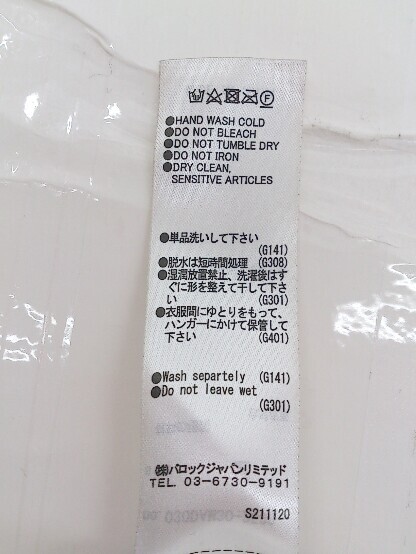 ●HAND WASH COLD
●DO NOT BLEACH
●DO NOT TUMBLE DRY
●DO NOT IRON
●DRY CLEAN,
SENSITIVE ARTICLES
●単品洗いして下さい
(G141)
●脱水は短時間処理 (G308)
●湿潤放置禁止、洗濯後はす
ぐに形を整えて干して下さ
い (G301)
●衣服間にゆとりをもって、
ハンガーにかけて保管して
下さい (G401)
●Wash separtely (G141)
●Do not leave wet
(G301)
㈱バロックジャパンリミテッド
TEL. 03-6730-9191
S211120